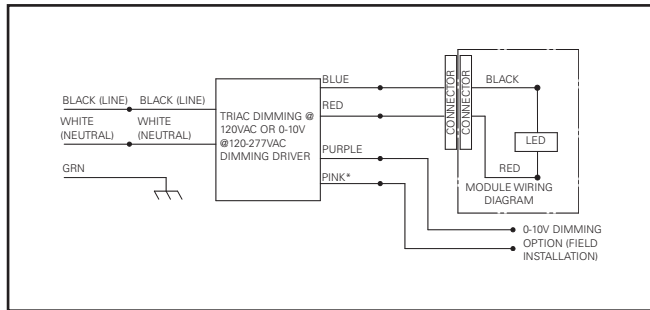 BLACK (LINE)
BLACK (LINE)
WHITE
(NEUTRAL)
WHITE
(NEUTRAL)
GRN
TRIAC DIMMING @
120VAC OR 0-10V
@120-277VAC
DIMMING DRIVER
BLUE
RED
PURPLE
PINK*
CONNECTOR
CONNECTOR
BLACK
LED
RED
MODULE WIRING
DIAGRAM
0-10V DIMMING
OPTION (FIELD
INSTALLATION)